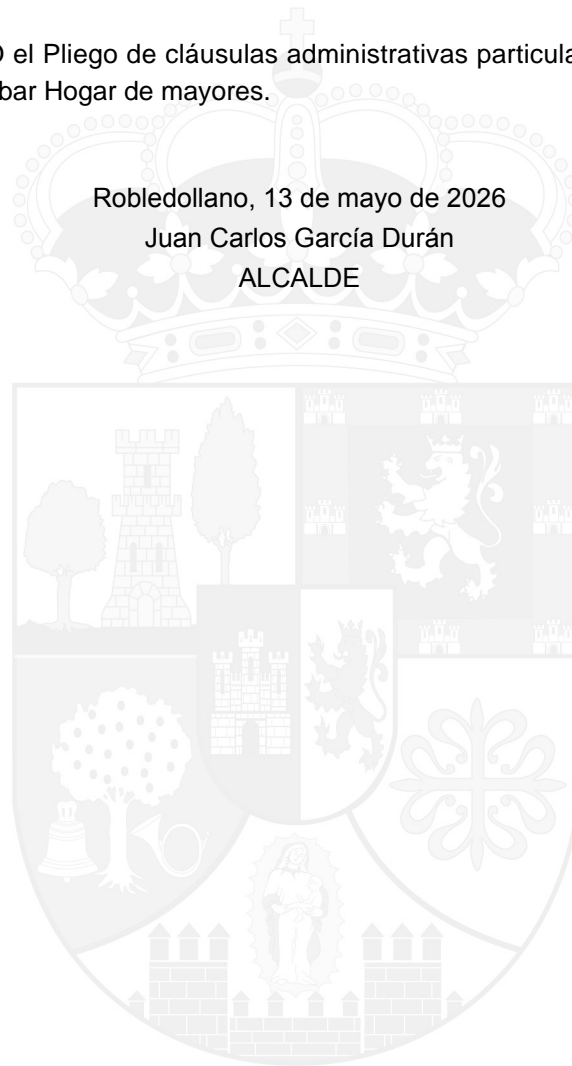 el Pliego de cláusulas administrativas
bar Hogar de mayores.
Robledollano, 13 de mayo de 2026
Juan Carlos García Durán
ALCALDE